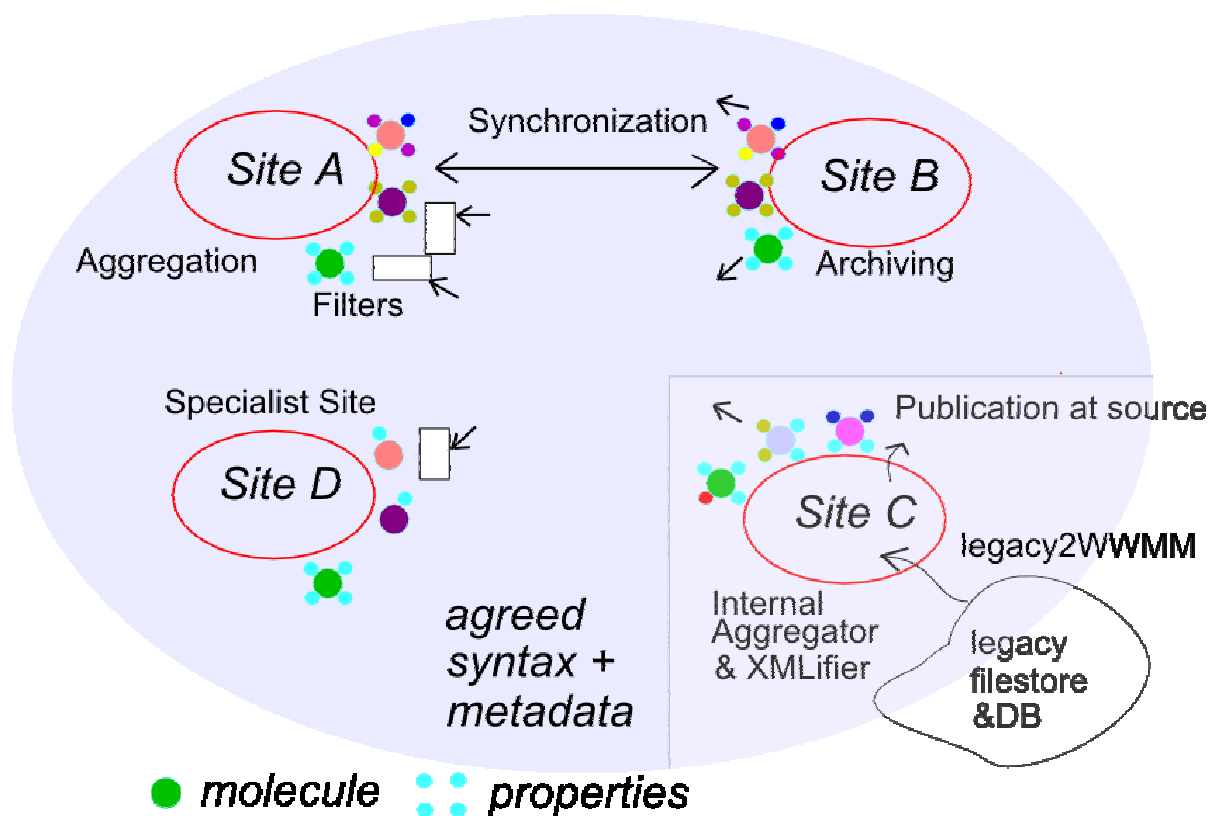 Synchronization
Site A
Site B
Aggregation
Archiving
Filters
Specialist Site
Publication at source
Site D
Site C
legacy2WWMM
Internal
Aggregator
& XMLifier
agreed
syntax +
metadata
legacy
filestore
&DB
molecule
properties